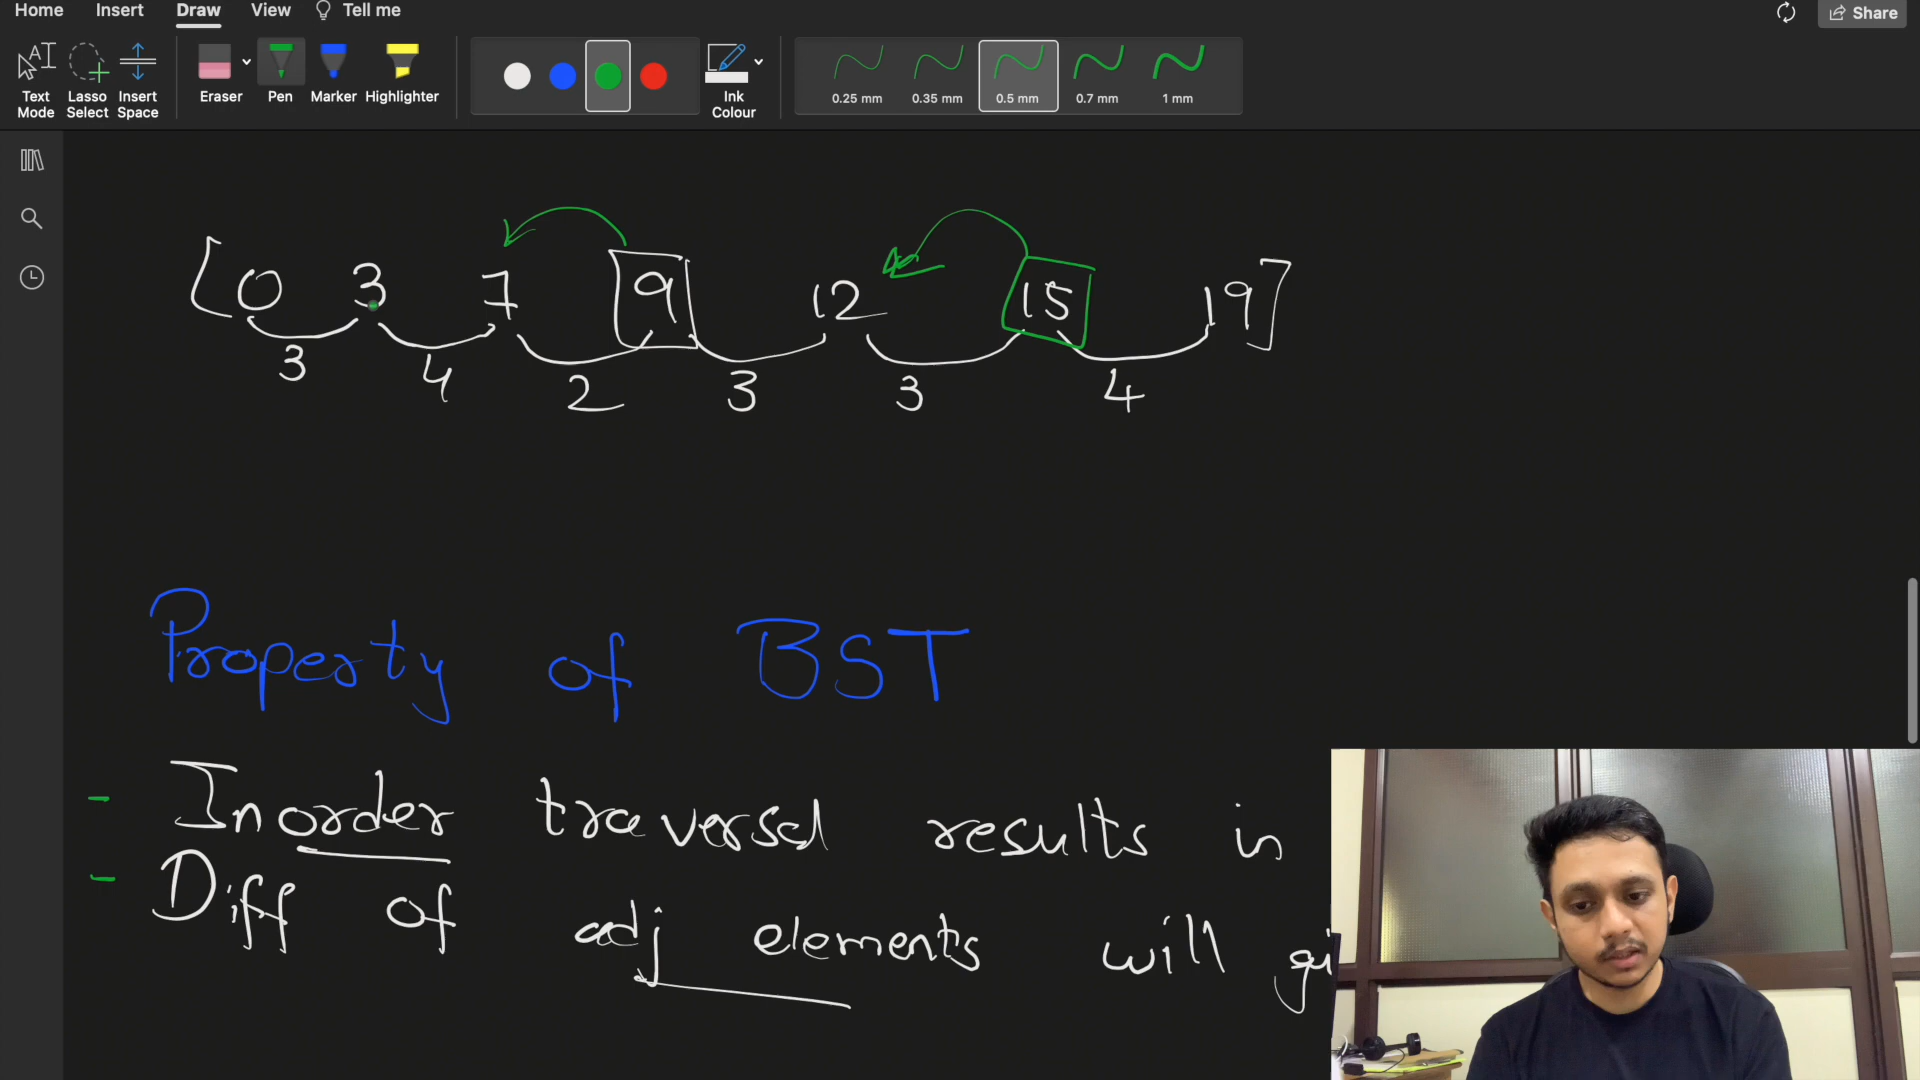 Home Insert Draw View Tell me Share
Text Mode Lasso Select Insert Space Eraser Pen Marker Highlighter Ink Colour 0.25 mm 0.35 mm 0.5 mm 0.7 mm 1 mm
[0 3 7 9 12 15 19]
3 4 2 3 3 4
Property of BST
- Inorder traversal results in
- Diff of adj elements will gi